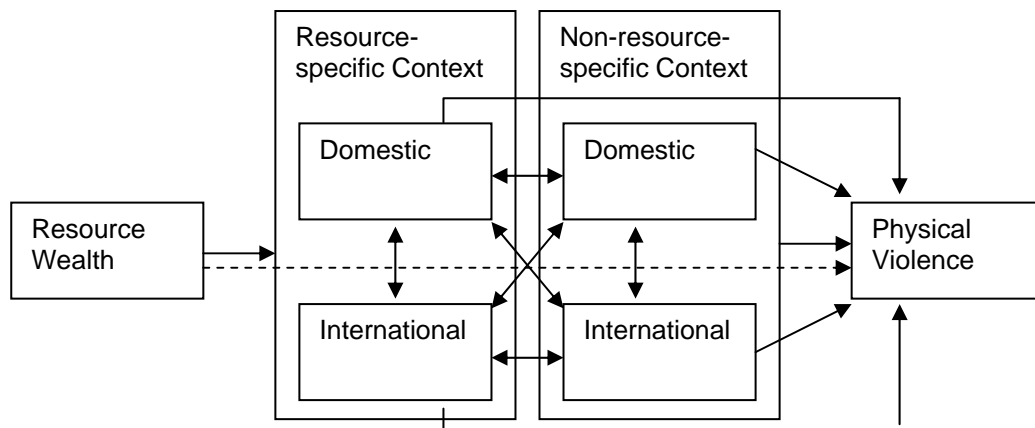 Resource-
specific Context
Non-resource-
specific Context
Domestic
Domestic
Resource
Wealth
Physical
Violence
International
International